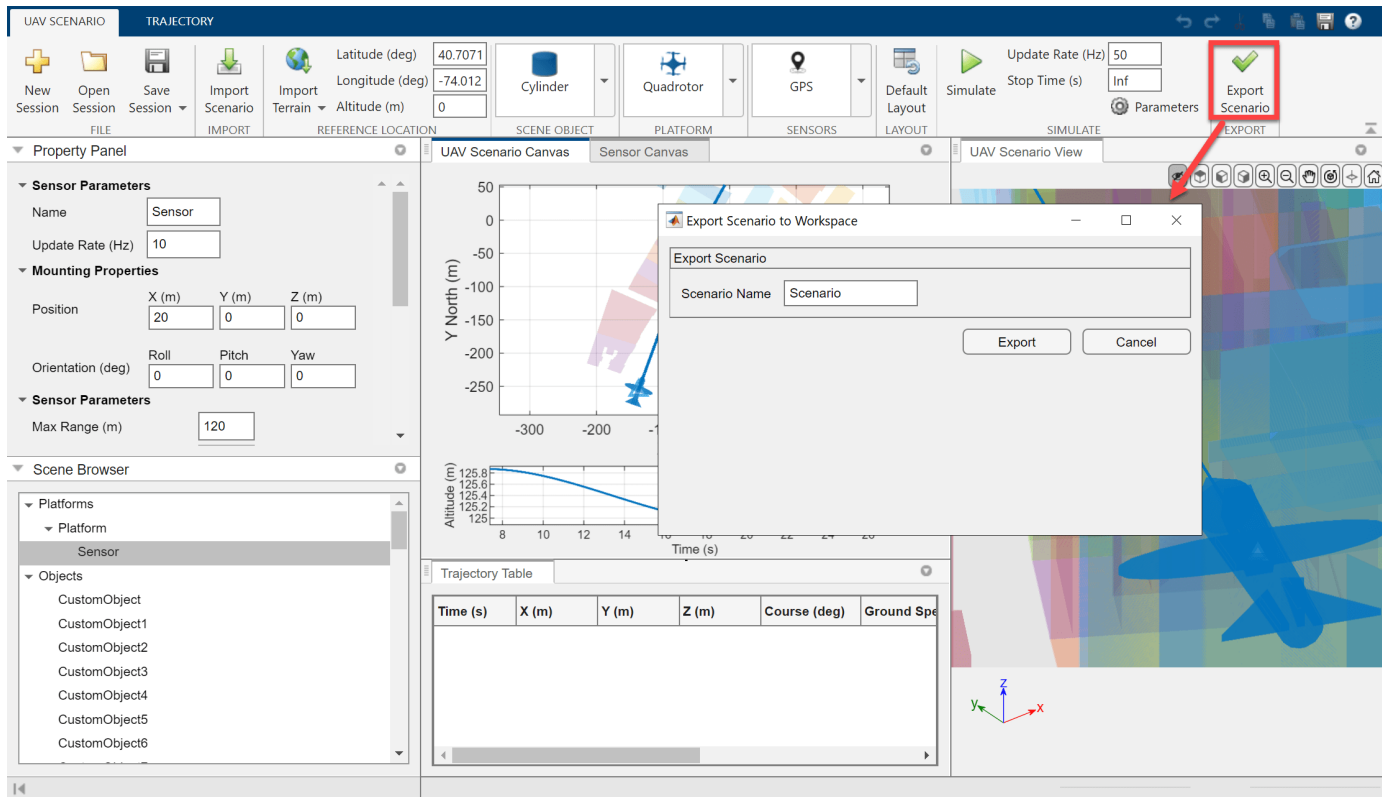 UAV SCENARIO
TRAJECTORY
New Session
Open Session
Save Session
FILE
Import Scenario
IMPORT
Import Terrain
Latitude (deg) 40.7071
Longitude (deg) -74.012
Altitude (m) 0
REFERENCE LOCATION
Cylinder
SCENE OBJECT
Quadrotor
PLATFORM
GPS
SENSORS
Default Layout
LAYOUT
Simulate
Update Rate (Hz) 50
Stop Time (s) Inf
Parameters
SIMULATE
Export Scenario
EXPORT
Property Panel
Sensor Parameters
Name Sensor
Update Rate (Hz) 10
Mounting Properties
X (m) Y (m) Z (m)
Position 20 0 0
Roll Pitch Yaw
Orientation (deg) 0 0 0
Sensor Parameters
Max Range (m) 120
Scene Browser
Platforms
Platform
Sensor
Objects
CustomObject
CustomObject1
CustomObject2
CustomObject3
CustomObject4
CustomObject5
CustomObject6
UAV Scenario Canvas
Sensor Canvas
50
0
-50
-100
-150
-200
-250
Y North (m)
-300 -200
125.8
125.6
125.4
125.2
125
Altitude (m)
8 10 12 14
Time (s)
Trajectory Table
Time (s) X (m) Y (m) Z (m) Course (deg) Ground Spe
UAV Scenario View
Export Scenario to Workspace
Export Scenario
Scenario Name Scenario
Export Cancel
Z
y
X